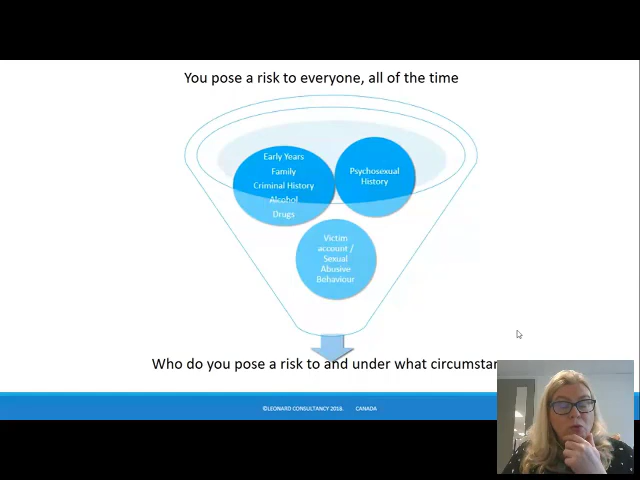 You pose a risk to everyone, all of the time
Early Years
Family
Criminal History
Alcohol
Drugs
Psychosexual
History
Victim
account /
Sexual
Abusive
Behaviour
Who do you pose a risk to and under what circumstan
©LEONARD CONSULTANCY 2018. CANADA